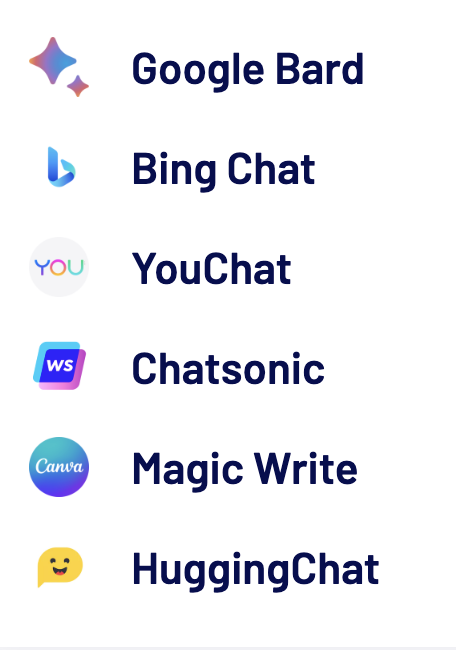 Google Bard
Bing Chat
YOU YouChat
WS Chatsonic
Canva Magic Write
HuggingChat